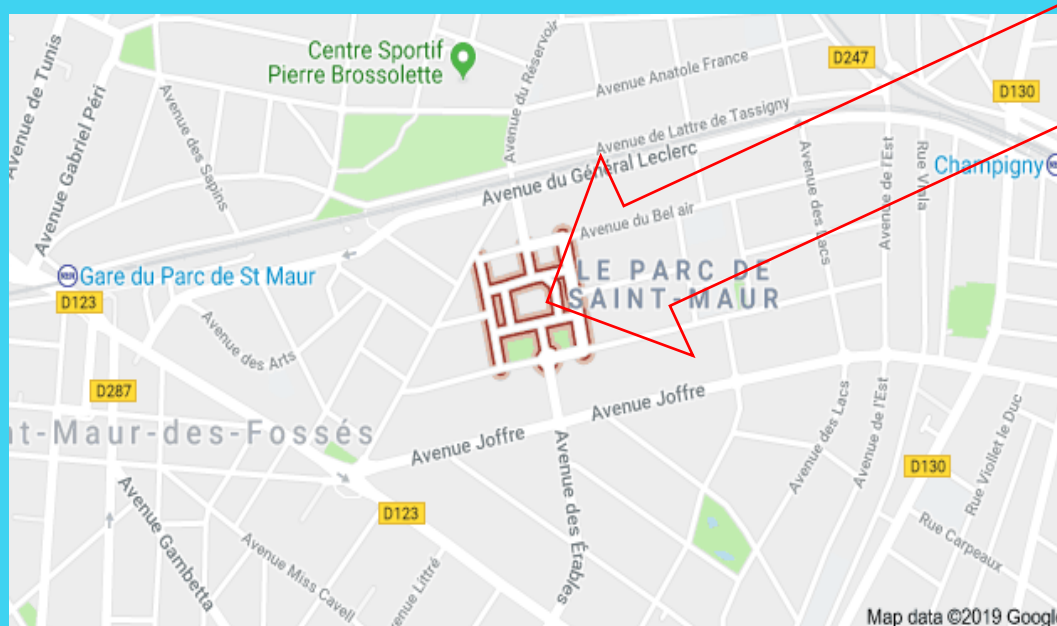 Avenue de Tunis
Avenue Gabriel Péri
Avenue des Sapins
Centre Sportif
Pierre Brossolette
Avenue du Réservoir
Avenue Anatole France
D247
D130
Avenue de Lattre de Tassigny
Avenue du Général Leclerc
Avenue du Bel air
Avenue des Lacs
Avenue de l'Est
Rue Viala
Champigny
Gare du Parc de St Maur
D123
LE PARC DE
SAINT-MAUR
Avenue des Arts
D287
nt-Maur-des-Fossés
Avenue Joffre
Avenue Joffre
Avenue des Lacs
Avenue de l'Est
D130
Rue Viollet le Duc
Rue Carpeaux
Avenue Gambetta
Avenue Miss Cavell
D123
Avenue Littré
Avenue des Érables
Map data ©2019 Google